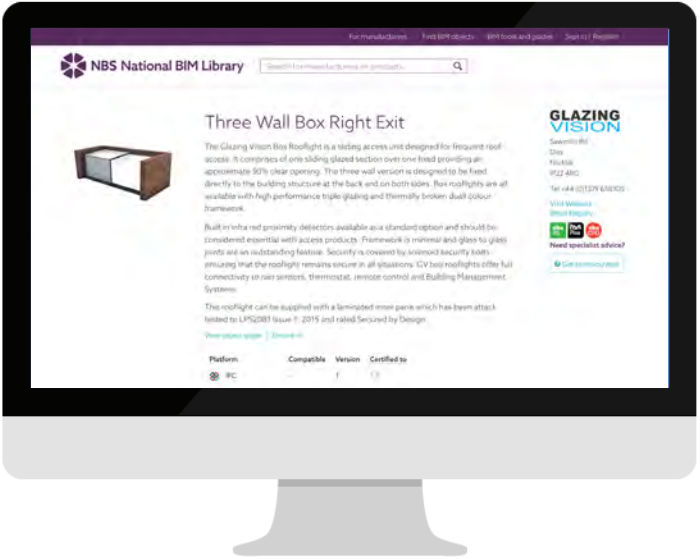 For manufacturers Find BIM objects BIM tools and guides Sign in / Register
NBS National BIM Library
Search for manufacturers or products...
Three Wall Box Right Exit
The Glazing Vision Box Rooflight is a sliding access unit designed for frequent roof
access. It comprises of one sliding glazed section over one fixed providing an
approximate 50% clear opening. The three wall version is designed to be fixed
directly to the building structure at the back and on both sides. Box rooflights are all
available with high performance triple glazing and thermally broken dual colour
framework.
Built in infra red proximity detectors available as a standard option and should be
considered essential with access products. Framework is minimal and glass to glass
joints are an outstanding feature. Security is covered by solenoid security bolts
ensuring that the rooflight remains secure in all situations. GV box rooflights offer full
connectivity to rain sensors, thermostat, remote control and Building Management
Systems.
This rooflight can be supplied with a laminated inner pane which has been attack
tested to LPS2081 Issue 1: 2015 and rated Secured by Design.
Platform Compatible Version Certified to
IFC - 1
GLAZING
VISION
Sawmills Rd
Diss
Norfolk
Tel +44 (0)1379 658300
Visit Website
Need specialist advice?